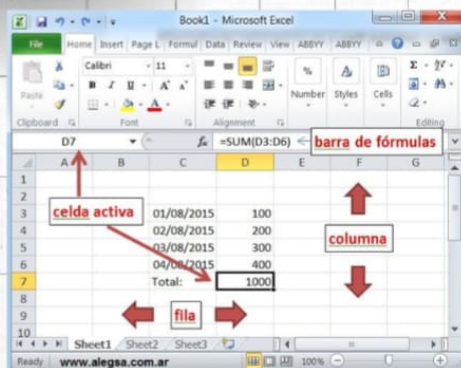 Book1 - Microsoft Excel
File Home Insert Page L Formul Data Review View ABBYY ABBYY
Paste Calibri 11 Number Styles Cells
Clipboard Font Alignment Editing
D7 fx =SUM(D3:D6) barra de fórmulas
A B C D E F G
1
2
3 celda activa 01/08/2015 100
4 02/08/2015 200 columna
5 03/08/2015 300
6 04/08/2015 400
7 Total: 1000
8
9 fila
10
Sheet1 Sheet2 Sheet3
Ready www.alegsa.com.ar 100%